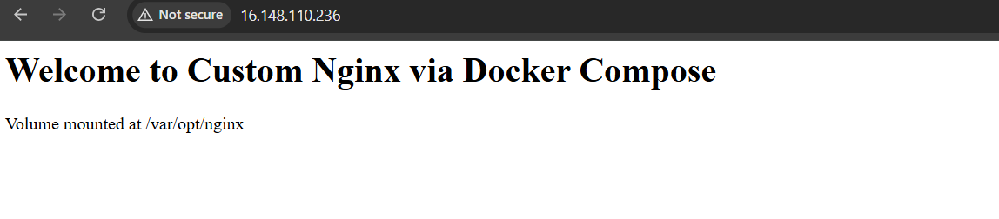 Not secure 16.148.110.236
Welcome to Custom Nginx via Docker Compose
Volume mounted at /var/opt/nginx